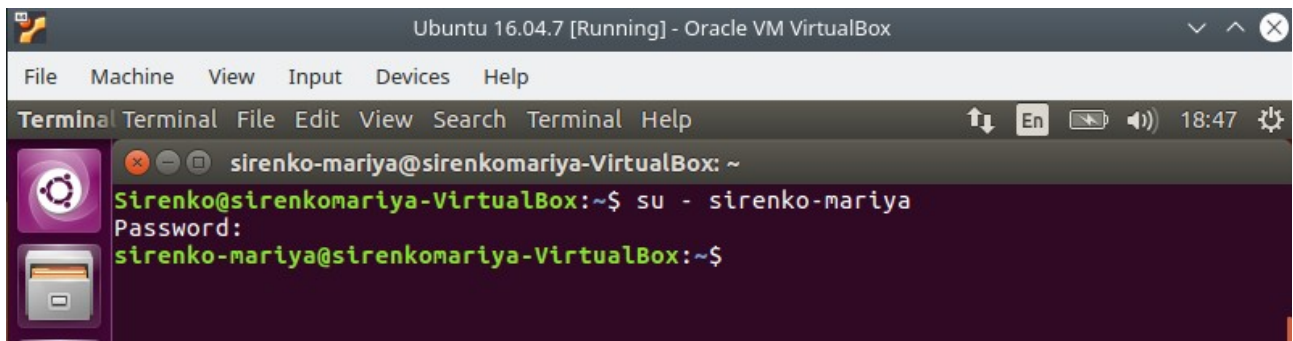 Ubuntu 16.04.7 [Running] - Oracle VM VirtualBox
File Machine View Input Devices Help
Terminal Terminal File Edit View Search Terminal Help En 18:47
sirenko-mariya@sirenkomariya-VirtualBox: ~
Sirenko@sirenkomariya-VirtualBox:~$ su - sirenko-mariya
Password:
sirenko-mariya@sirenkomariya-VirtualBox:~$